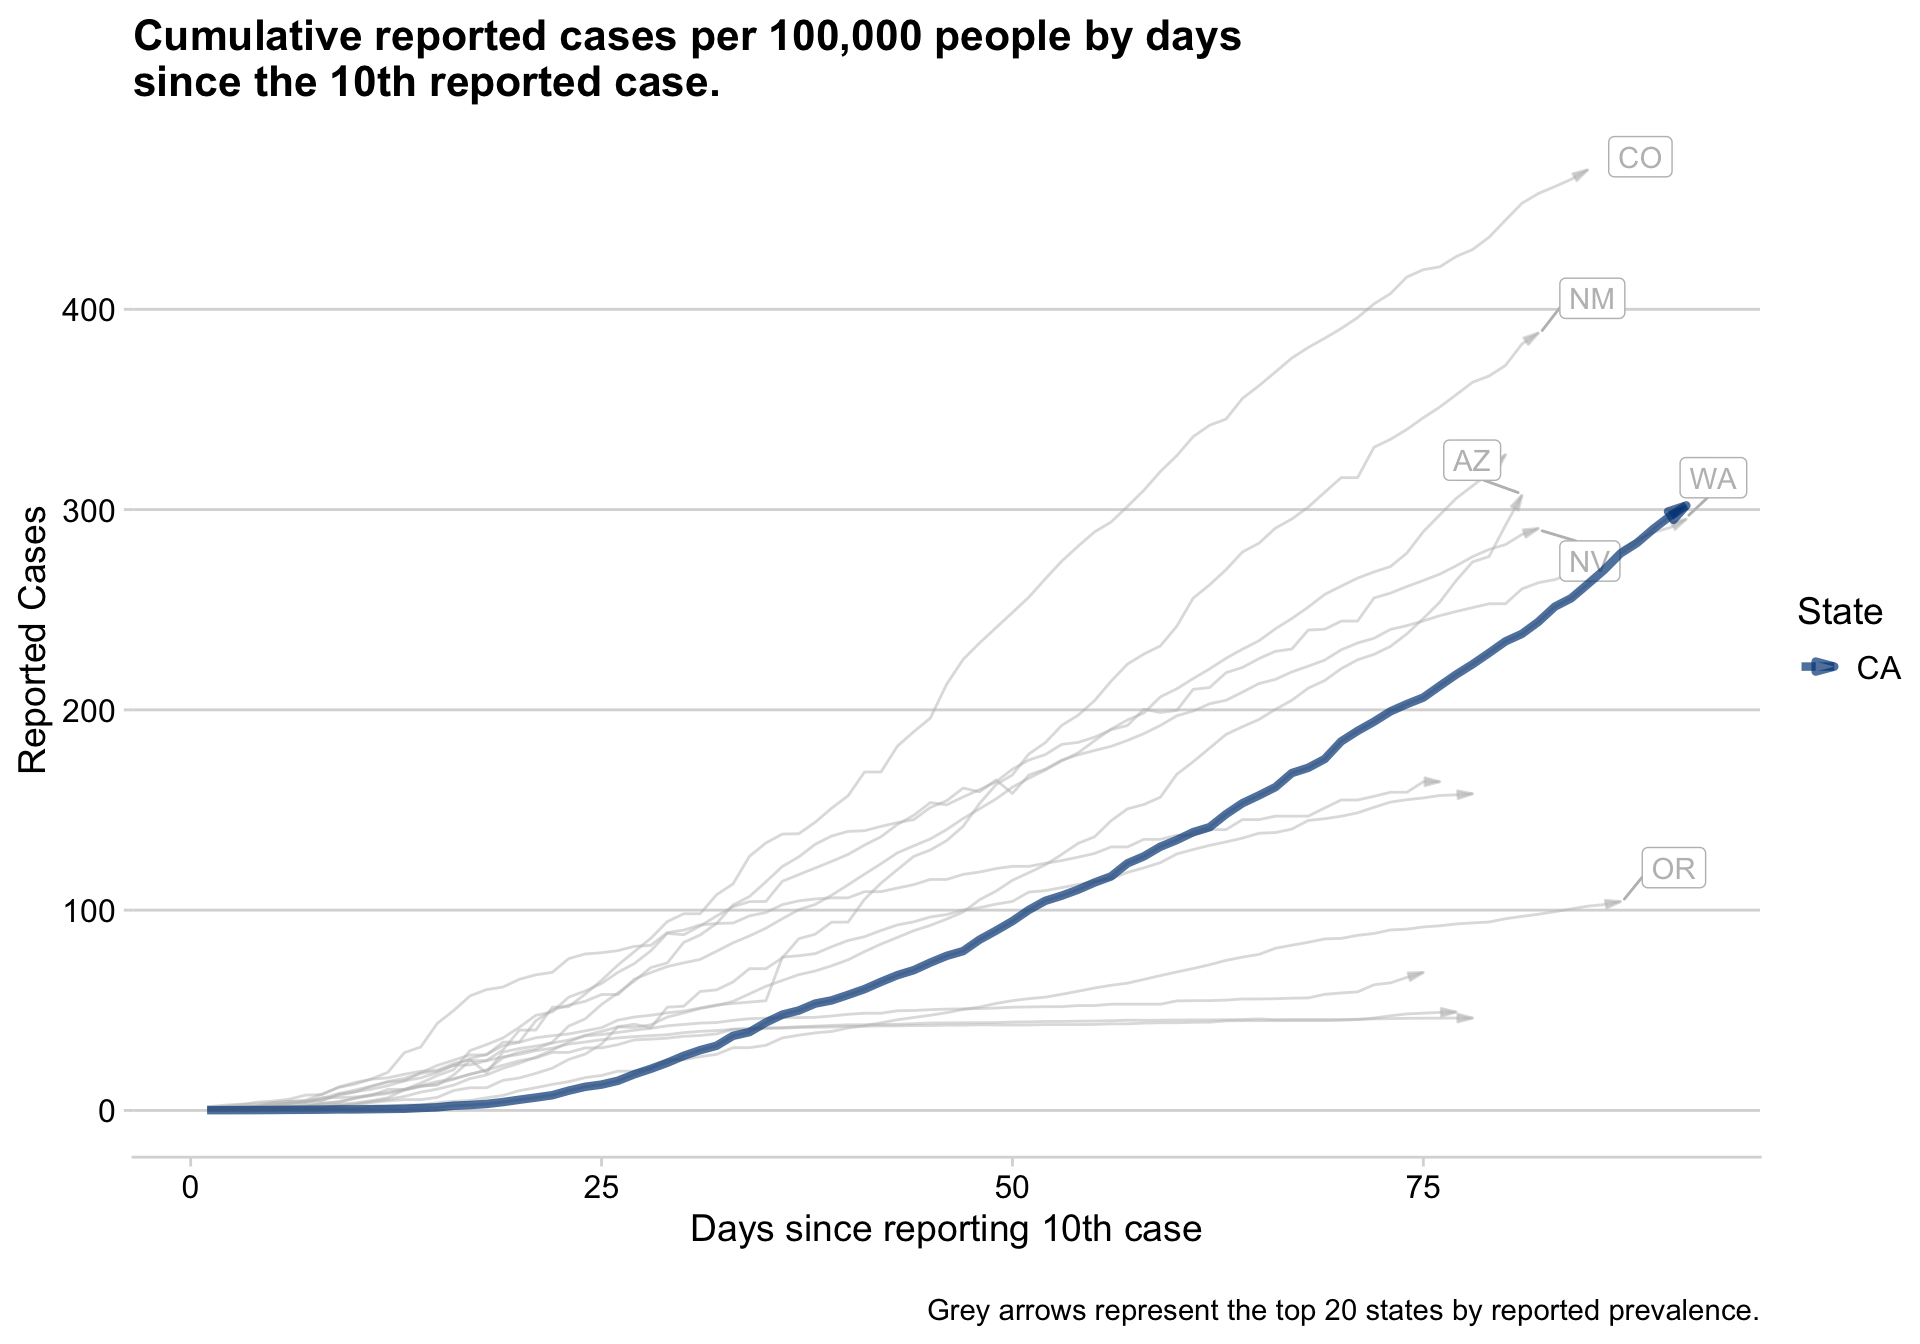 Cumulative reported cases per 100,000 people by days
since the 10th reported case.
CO
NM
AZ
WA
NV
OR
400
300
200
100
0
Reported Cases
0 25 50 75
Days since reporting 10th case
State
CA
Grey arrows represent the top 20 states by reported prevalence.